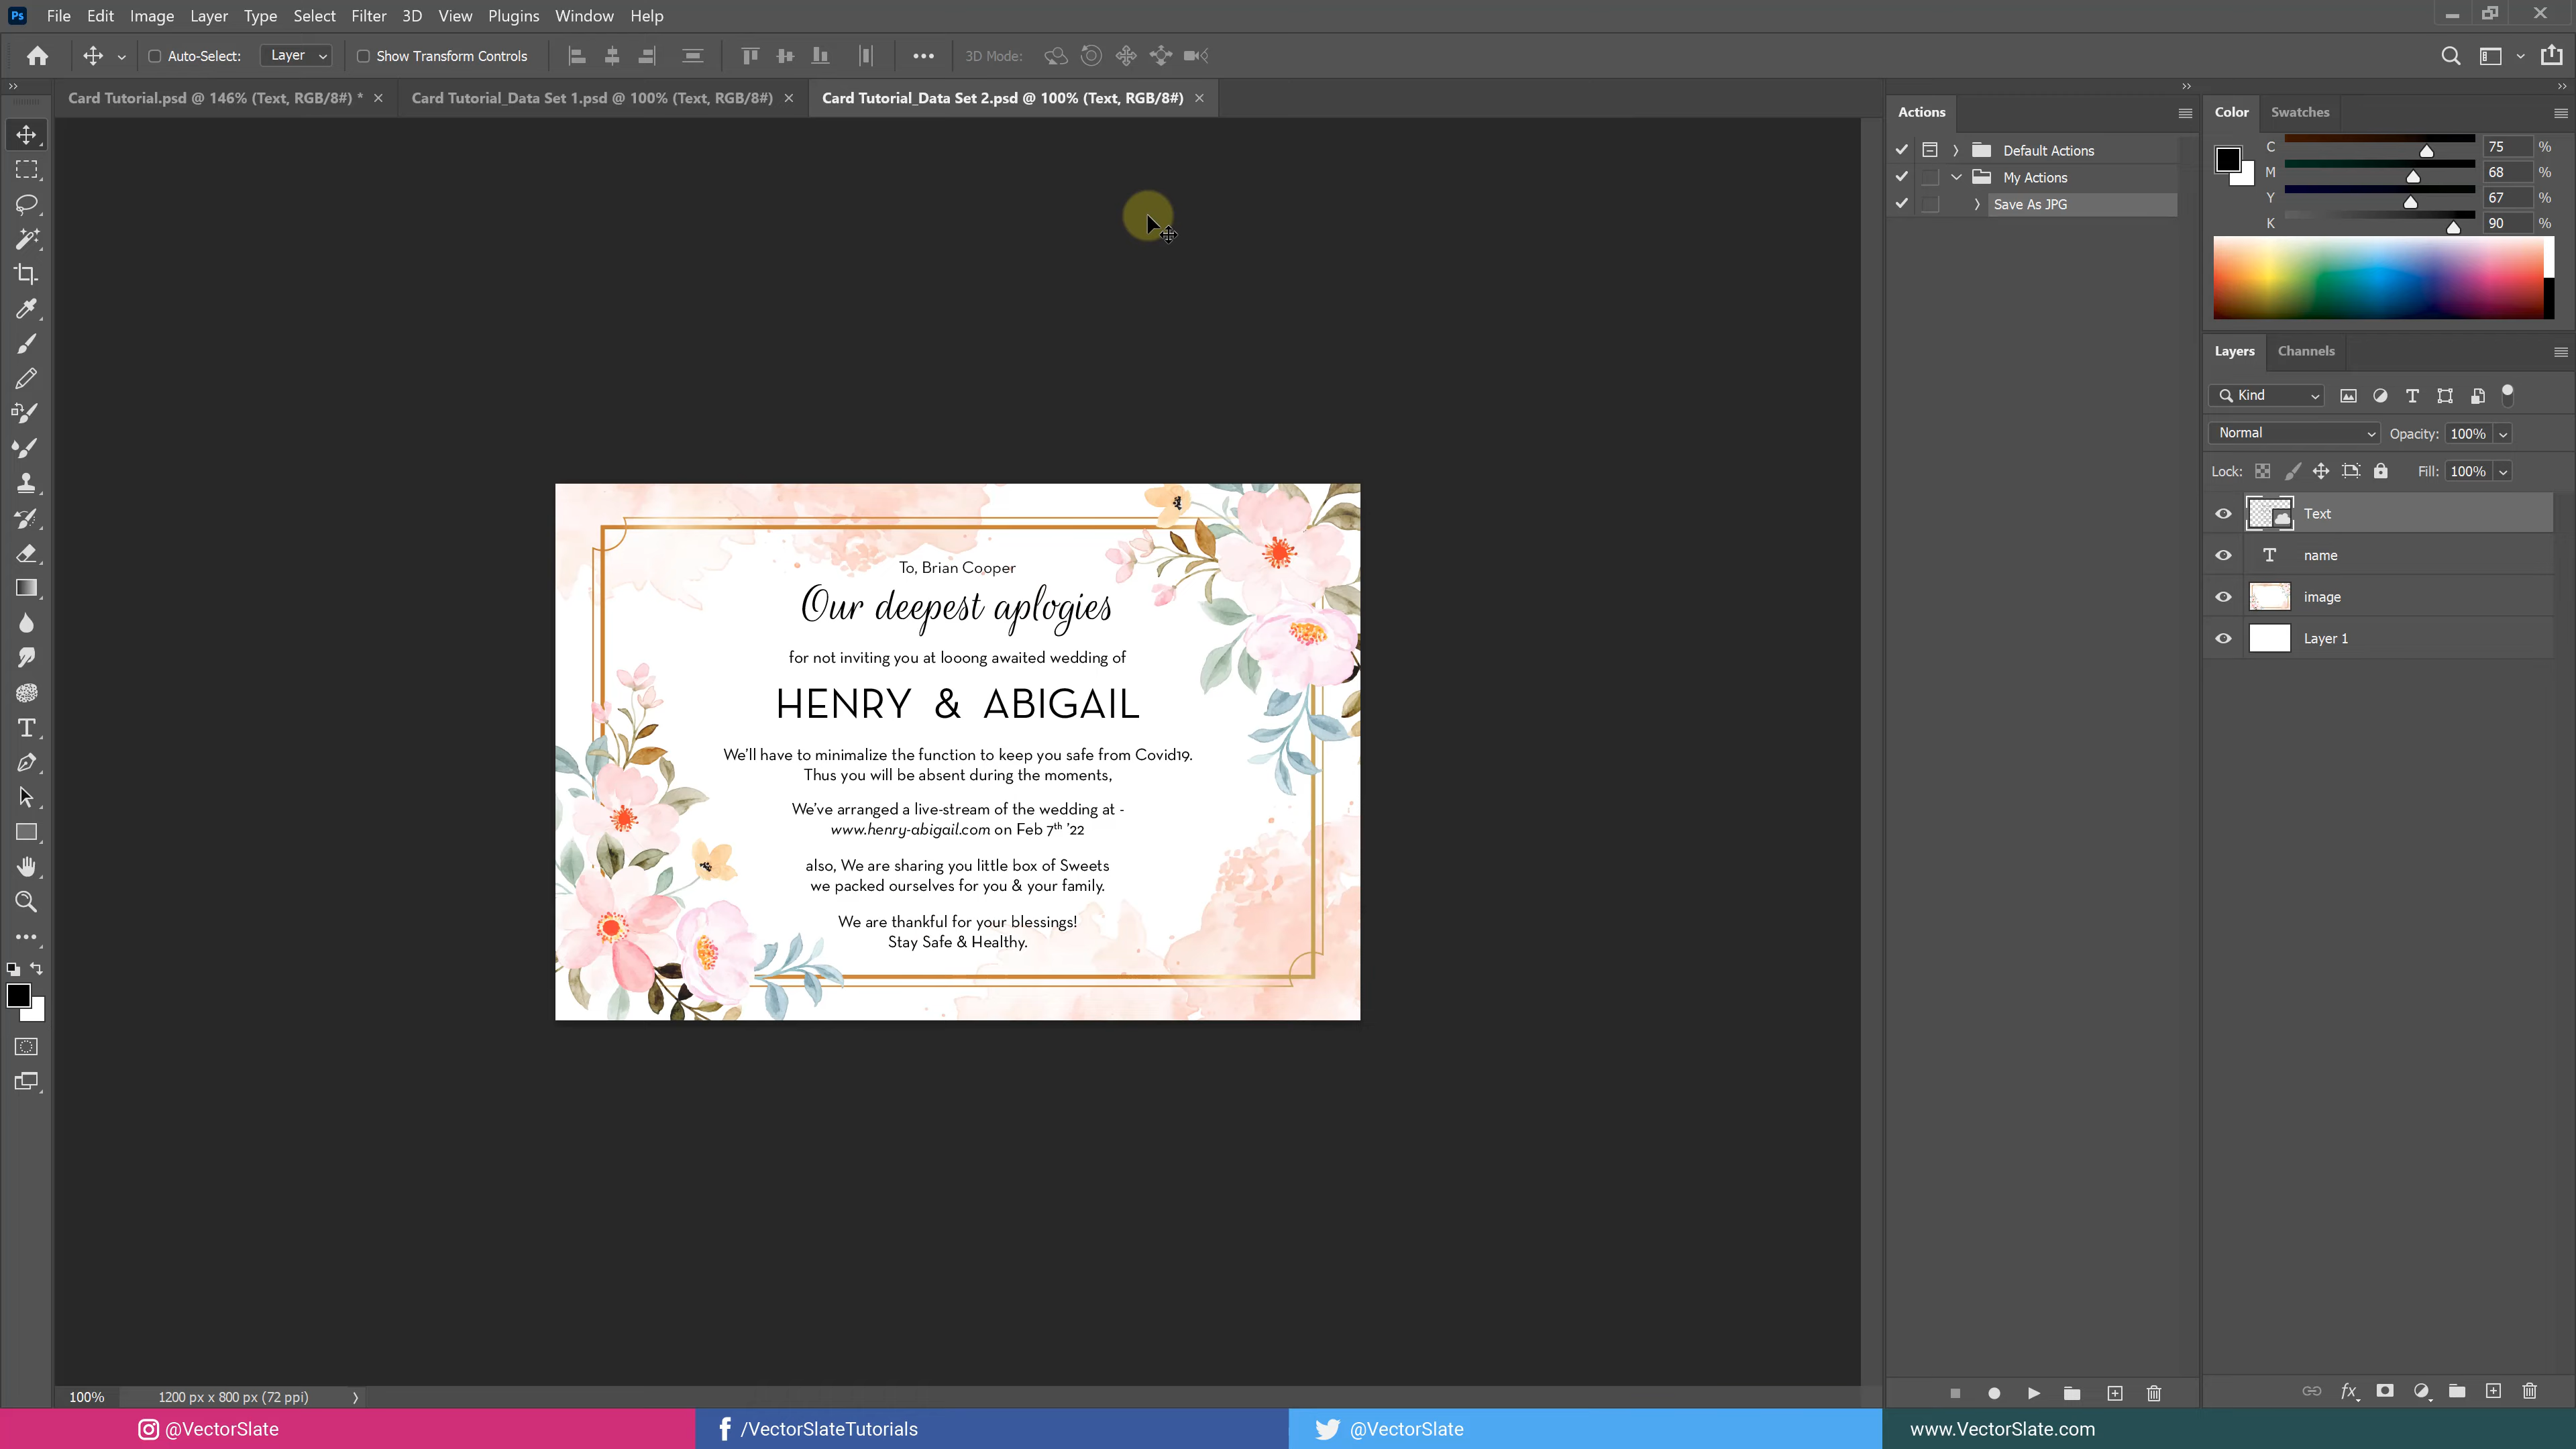 Ps File Edit Image Layer Type Select Filter 3D View Plugins Window Help
Auto-Select: Layer Show Transform Controls 3D Mode:
Card Tutorial.psd @ 146% (Text, RGB/8#) * Card Tutorial_Data Set 1.psd @ 100% (Text, RGB/8#) Card Tutorial_Data Set 2.psd @ 100% (Text, RGB/8#)
Actions
Default Actions
My Actions
Save As JPG
Color Swatches
C 75 %
M 68 %
Y 67 %
K 90 %
Layers Channels
Kind
Normal Opacity: 100%
Lock: Fill: 100%
Text
name
image
Layer 1
To, Brian Cooper
Our deepest aplogies
for not inviting you at looong awaited wedding of
HENRY & ABIGAIL
We'll have to minimalize the function to keep you safe from Covid19.
Thus you will be absent during the moments,
We've arranged a live-stream of the wedding at -
www.henry-abigail.com on Feb 7th '22
also, We are sharing you little box of Sweets
we packed ourselves for you & your family.
We are thankful for your blessings!
Stay Safe & Healthy.
100% 1200 px x 800 px (72 ppi)
@VectorSlate /VectorSlateTutorials @VectorSlate www.VectorSlate.com